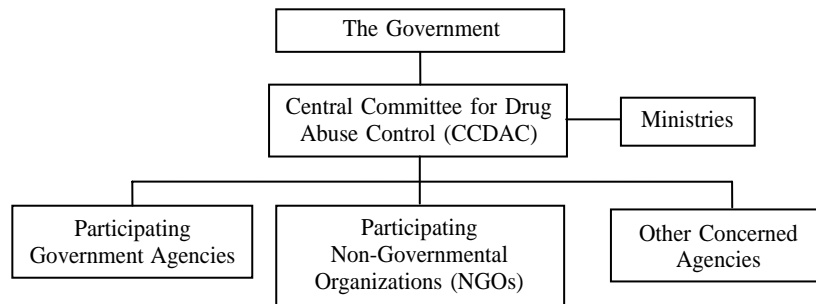 The Government
Central Committee for Drug
Abuse Control (CCDAC)
Ministries
Participating
Government Agencies
Participating
Non-Governmental
Organizations (NGOs)
Other Concerned
Agencies